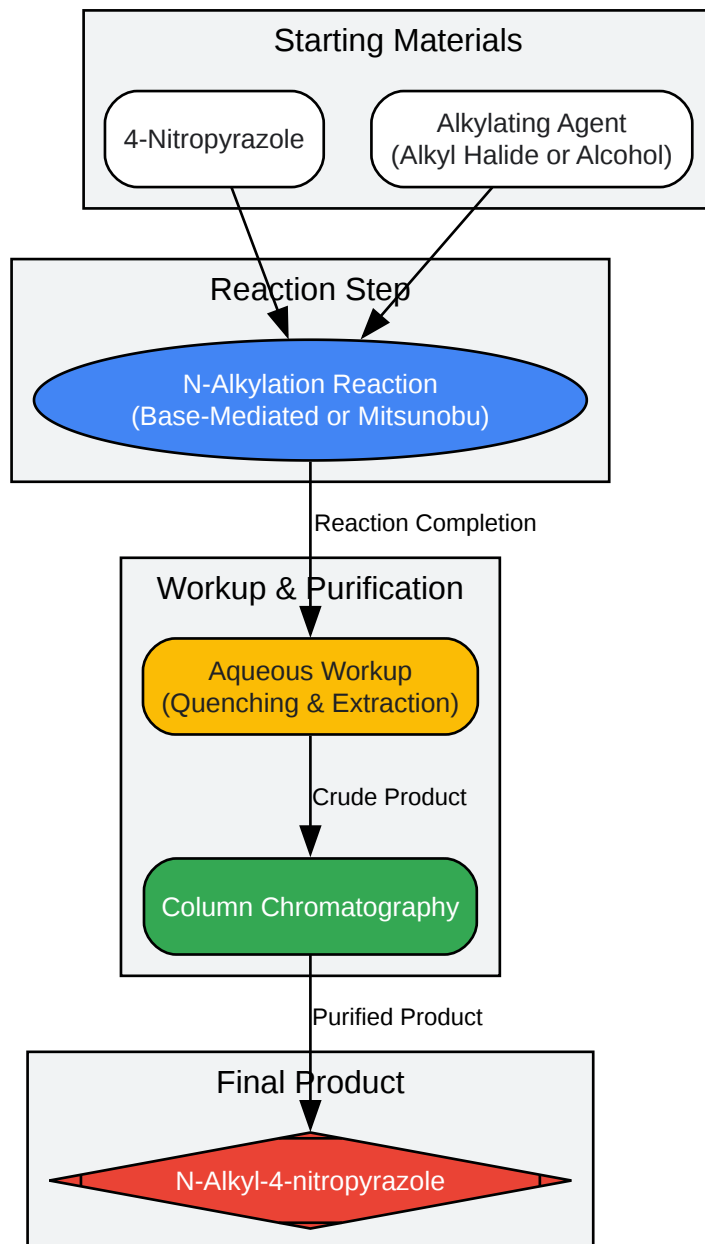 Starting Materials
4-Nitropyrazole
Alkylating Agent
(Alkyl Halide or Alcohol)
Reaction Step
N-Alkylation Reaction
(Base-Mediated or Mitsunobu)
Reaction Completion
Workup & Purification
Aqueous Workup
(Quenching & Extraction)
Crude Product
Column Chromatography
Purified Product
Final Product
N-Alkyl-4-nitropyrazole